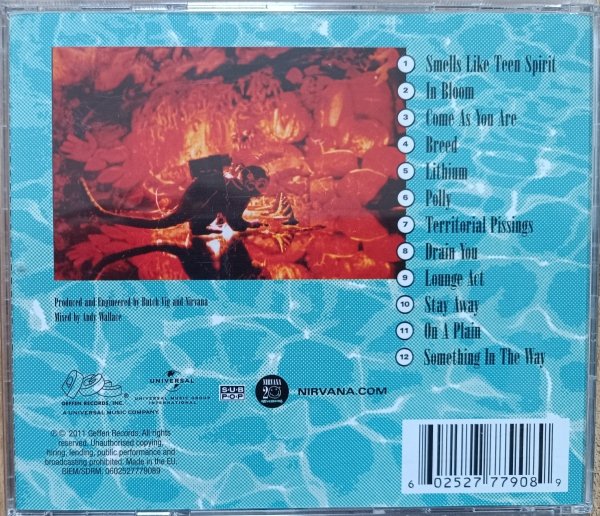 1 Smells Like Teen Spirit
2 In Bloom
3 Come As You Are
4 Breed
5 Lithium
6 Polly
7 Territorial Pissings
8 Drain You
9 Lounge Act
10 Stay Away
11 On A Plain
12 Something In The Way
Produced and Engineered by Butch Vig and Nirvana
Mixed by Andy Wallace
GEFFEN RECORDS, INC.
A UNIVERSAL MUSIC COMPANY
UNIVERSAL
UNIVERSAL MUSIC GROUP
INTERNATIONAL
SUB
POP
NIRVANA
20
NIRVANA.COM
℗ © 2011 Geffen Records. All rights
reserved. Unauthorised copying,
hiring, lending, public performance and
broadcasting prohibited. Made in the EU.
BIEM/SDRM. 0602527779089
6 02527 77908 9